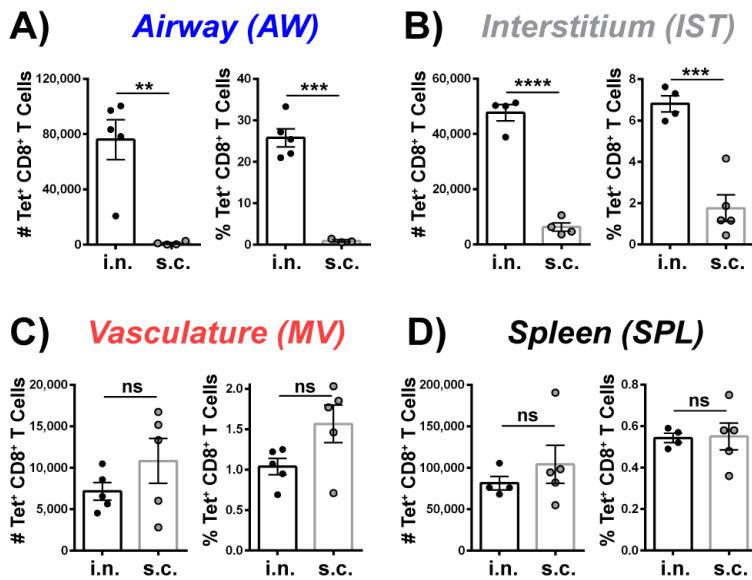 A) Airway (AW)
# Tet⁺ CD8⁺ T Cells
120,000
80,000
40,000
0
**
i.n. s.c.
% Tet⁺ CD8⁺ T Cells
40
30
20
10
0
***
i.n. s.c.
B) Interstitium (IST)
# Tet⁺ CD8⁺ T Cells
60,000
40,000
20,000
0
****
i.n. s.c.
% Tet⁺ CD8⁺ T Cells
8
6
4
2
0
***
i.n. s.c.
C) Vasculature (MV)
# Tet⁺ CD8⁺ T Cells
20,000
15,000
10,000
5,000
0
ns
i.n. s.c.
% Tet⁺ CD8⁺ T Cells
2.0
1.5
1.0
0.5
0.0
ns
i.n. s.c.
D) Spleen (SPL)
# Tet⁺ CD8⁺ T Cells
200,000
150,000
100,000
50,000
0
ns
i.n. s.c.
% Tet⁺ CD8⁺ T Cells
0.8
0.6
0.4
0.2
0.0
ns
i.n. s.c.